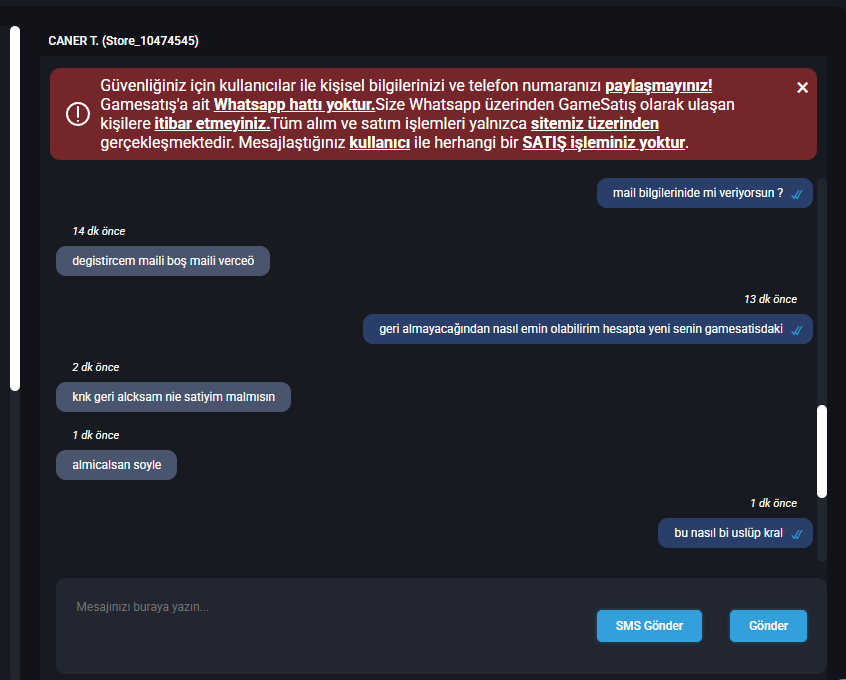 CANER T. (Store_10474545)
Güvenliğiniz için kullanıcılar ile kişisel bilgilerinizi ve telefon numaranızı paylaşmayınız!
Gamesatış'a ait Whatsapp hattı yoktur.Size Whatsapp üzerinden GameSatış olarak ulaşan
kişilere itibar etmeyiniz.Tüm alım ve satım işlemleri yalnızca sitemiz üzerinden
gerçekleşmektedir. Mesajlaştığınız kullanıcı ile herhangi bir SATIŞ işleminiz yoktur.
mail bilgilerinide mi veriyorsun ?
14 dk önce
degistircem maili boş maili verceö
13 dk önce
geri almayacağından nasıl emin olabilirim hesapta yeni senin gamesatisdaki
2 dk önce
knk geri alcksam nie satiyim malmısın
1 dk önce
almicalsan soyle
1 dk önce
bu nasıl bi uslüp kral
Mesajınızı buraya yazın...
SMS Gönder
Gönder